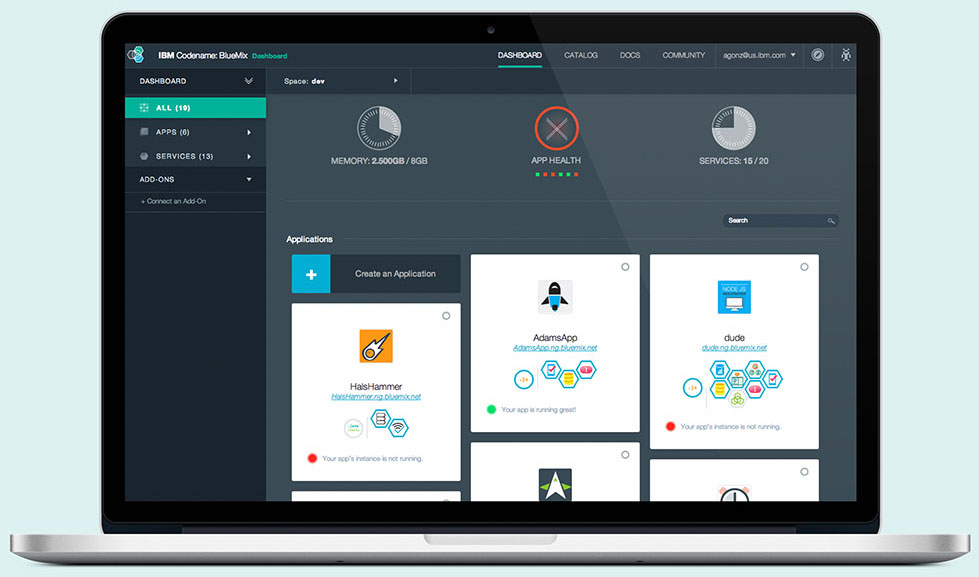 IBM Codename: BlueMix Dashboard
DASHBOARD CATALOG DOCS COMMUNITY agonz@us.ibm.com
DASHBOARD
Space: dev
ALL (19)
APPS (6)
SERVICES (13)
ADD-ONS
+ Connect an Add-On
MEMORY: 2.500GB / 8GB
APP HEALTH
SERVICES: 15 / 20
Search
Applications
+ Create an Application
HalsHammer
HalsHammer.ng.bluemix.net
Your app's instance is not running.
AdamsApp
AdamsApp.ng.bluemix.net
Your app is running great!
NODE JS
dude
dude.ng.bluemix.net
Your app's instance is not running.